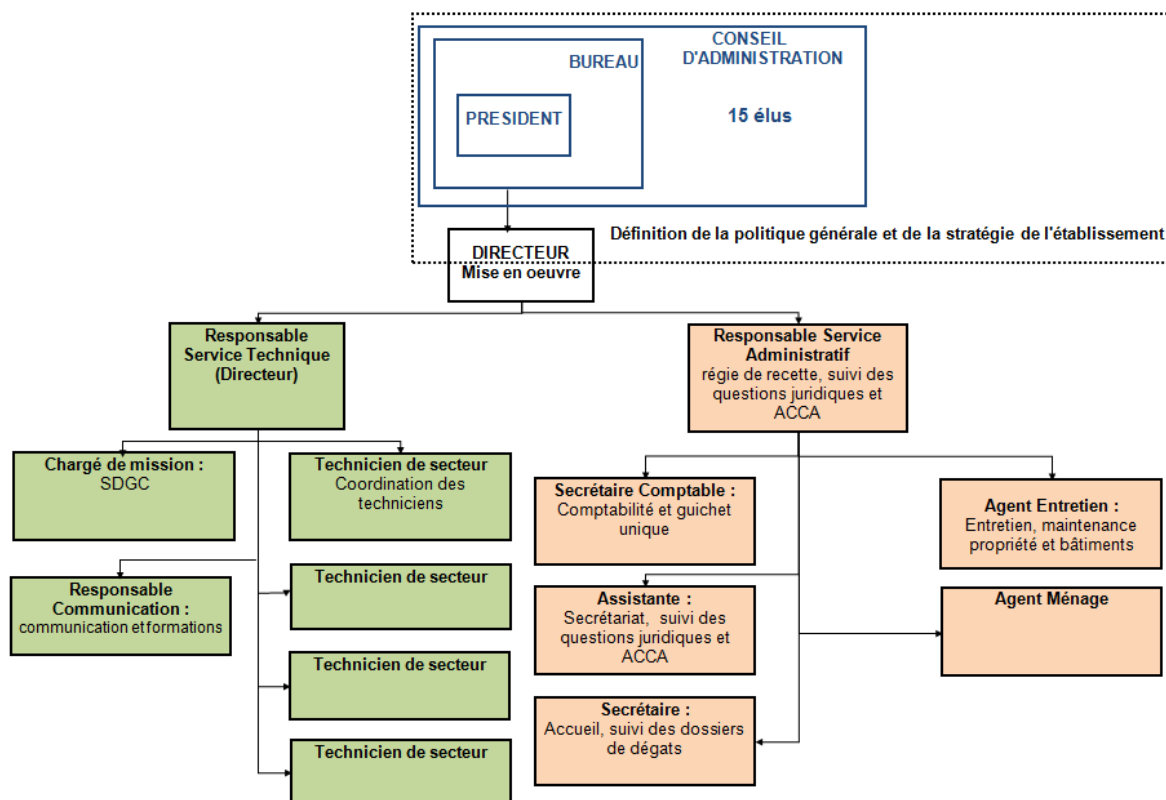 CONSEIL
D'ADMINISTRATION
BUREAU
PRESIDENT
15 élus
Définition de la politique générale et de la stratégie de l'établissement
DIRECTEUR
Mise en oeuvre
Responsable
Service Technique
(Directeur)
Responsable Service
Administratif
régie de recette, suivi des
questions juridiques et
ACCA
Chargé de mission :
SDGC
Technicien de secteur
Coordination des
techniciens
Secrétaire Comptable :
Comptabilité et guichet
unique
Agent Entretien :
Entretien, maintenance
propriété et bâtiments
Responsable
Communication :
communication et formations
Technicien de secteur
Assistante :
Secrétariat, suivi des
questions juridiques et
ACCA
Agent Ménage
Technicien de secteur
Secrétaire :
Accueil, suivi des dossiers
de dégats
Technicien de secteur